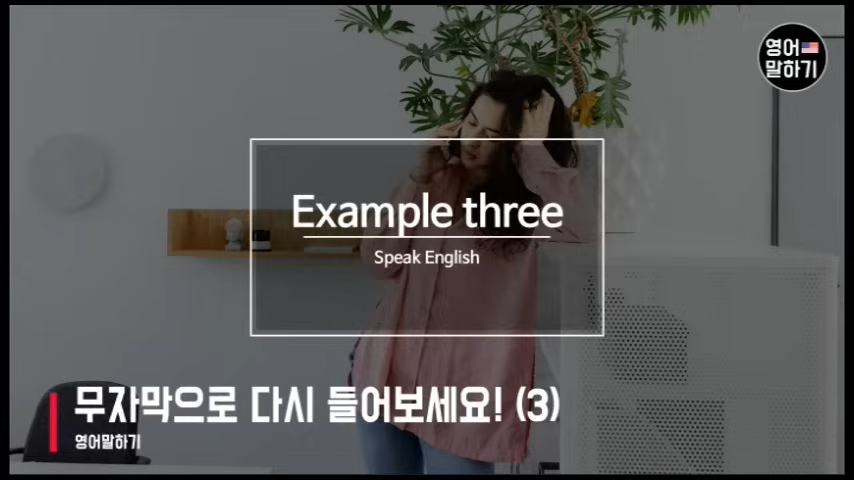 영어
말하기
Example three
Speak English
무자막으로 다시 들어보세요! (3)
영어말하기